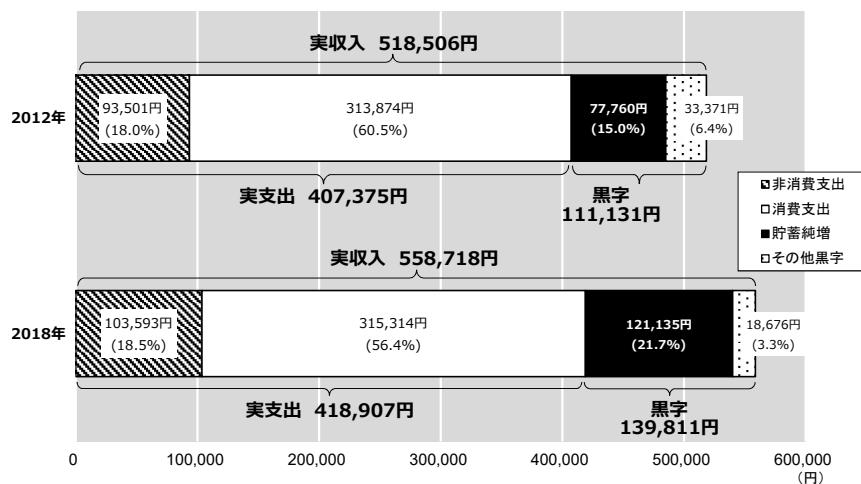 実収入 518,506円
2012年
93,501円
(18.0%)
313,874円
(60.5%)
77,760円
(15.0%)
33,371円
(6.4%)
実支出 407,375円
黒字
111,131円
非消費支出
消費支出
貯蓄純増
その他黒字
実収入 558,718円
2018年
103,593円
(18.5%)
315,314円
(56.4%)
121,135円
(21.7%)
18,676円
(3.3%)
実支出 418,907円
黒字
139,811円
0 100,000 200,000 300,000 400,000 500,000 600,000
(円)